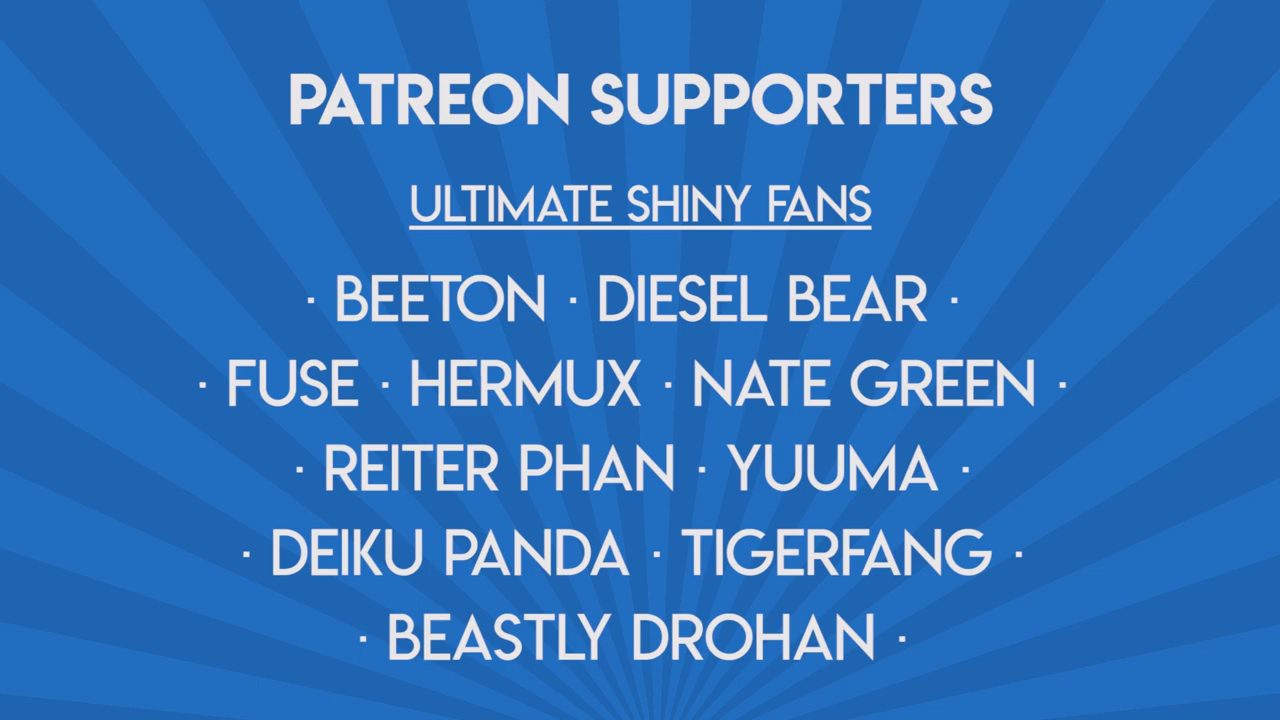 PATREON SUPPORTERS
ULTIMATE SHINY FANS
· BEETON · DIESEL BEAR ·
· FUSE · HERMUX · NATE GREEN ·
· REITER PHAN · YUUMA ·
· DEIKU PANDA · TIGERFANG ·
· BEASTLY DROHAN ·